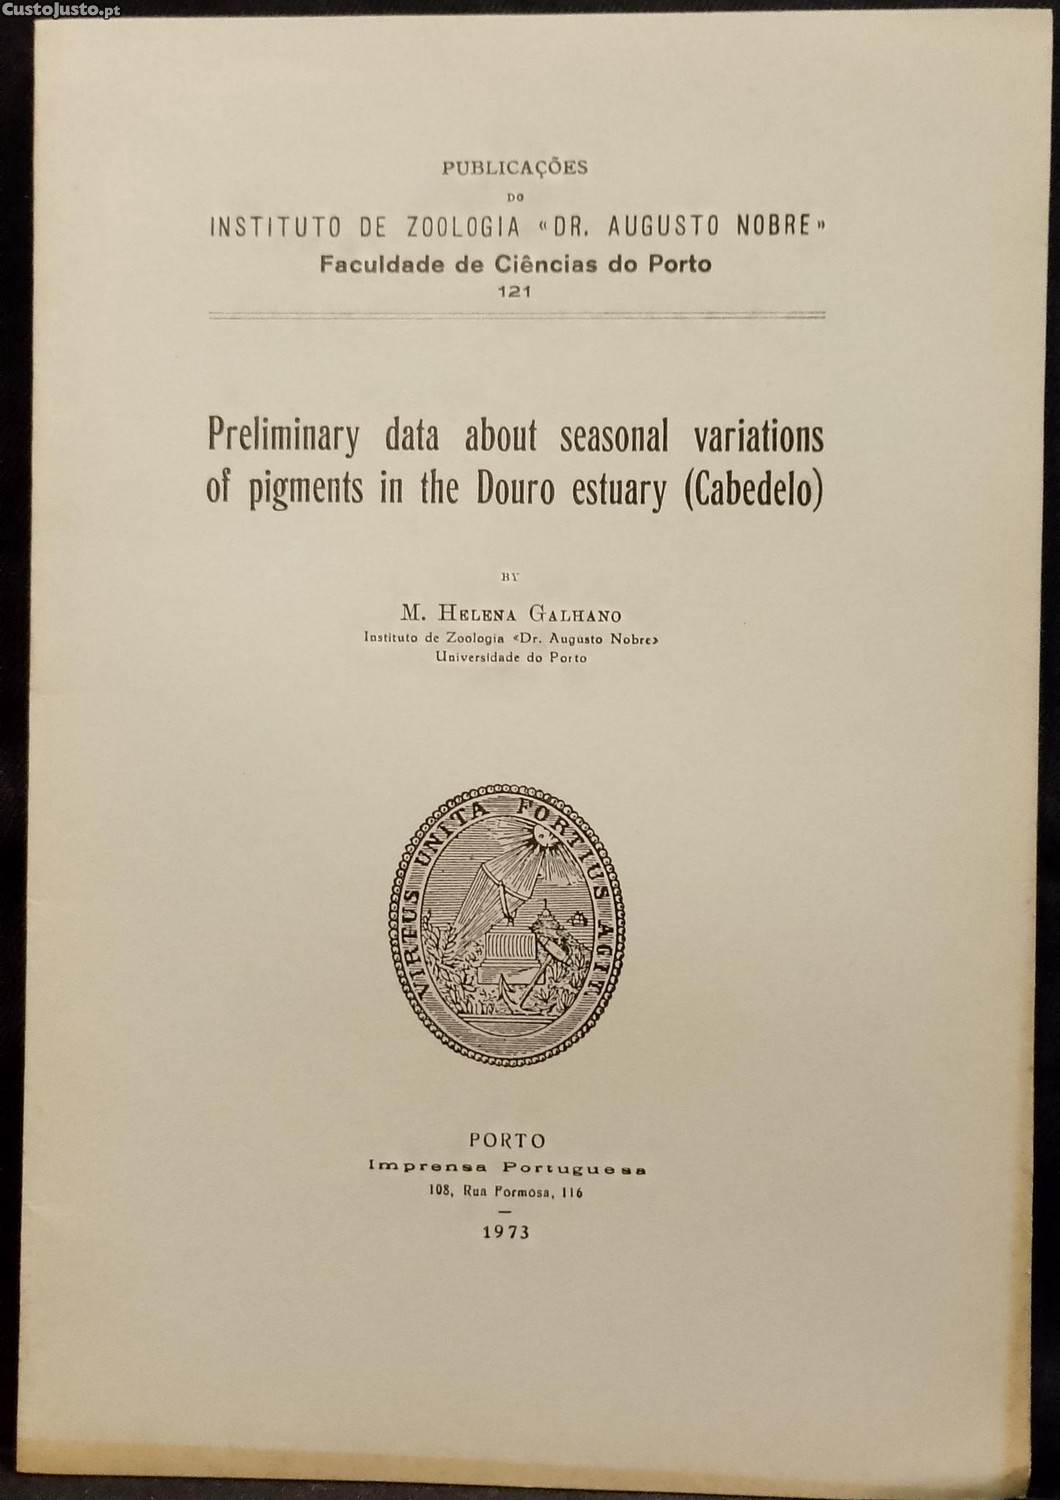 CustoJusto.pt
PUBLICAÇÕES
DO
INSTITUTO DE ZOOLOGIA «DR. AUGUSTO NOBRE»
Faculdade de Ciências do Porto
121
Preliminary data about seasonal variations
of pigments in the Douro estuary (Cabedelo)
BY
M. HELENA GALHANO
Instituto de Zoologia «Dr. Augusto Nobre»
Universidade do Porto
VIRTUS UNITA FORTIUS AGIT
PORTO
Imprensa Portuguesa
108, Rua Formosa, 116
—
1973